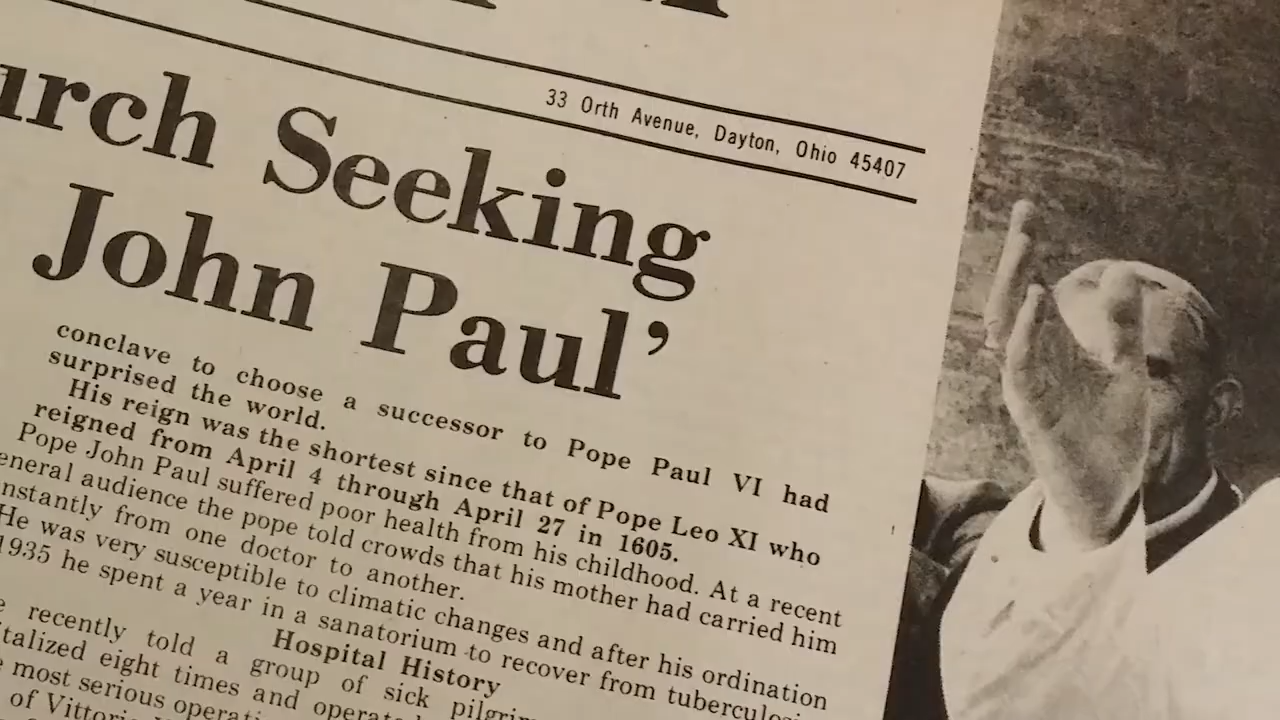 33 Orth Avenue, Dayton, Ohio 45407
Seeking
John Paul'
conclave to choose a successor to Pope Paul VI had
surprised the world.
His reign was the shortest since that of Pope Leo XI who
reigned from April 4 through April 27 in 1605.
Pope John Paul suffered poor health from his childhood. At a recent
audience the pope told crowds that his mother had carried him
from one doctor to another.
He was very susceptible to climatic changes and after his ordination
1935 he spent a year in a sanatorium to recover from
Hospital History
recently told a group of sick
eight times and
most serious
of